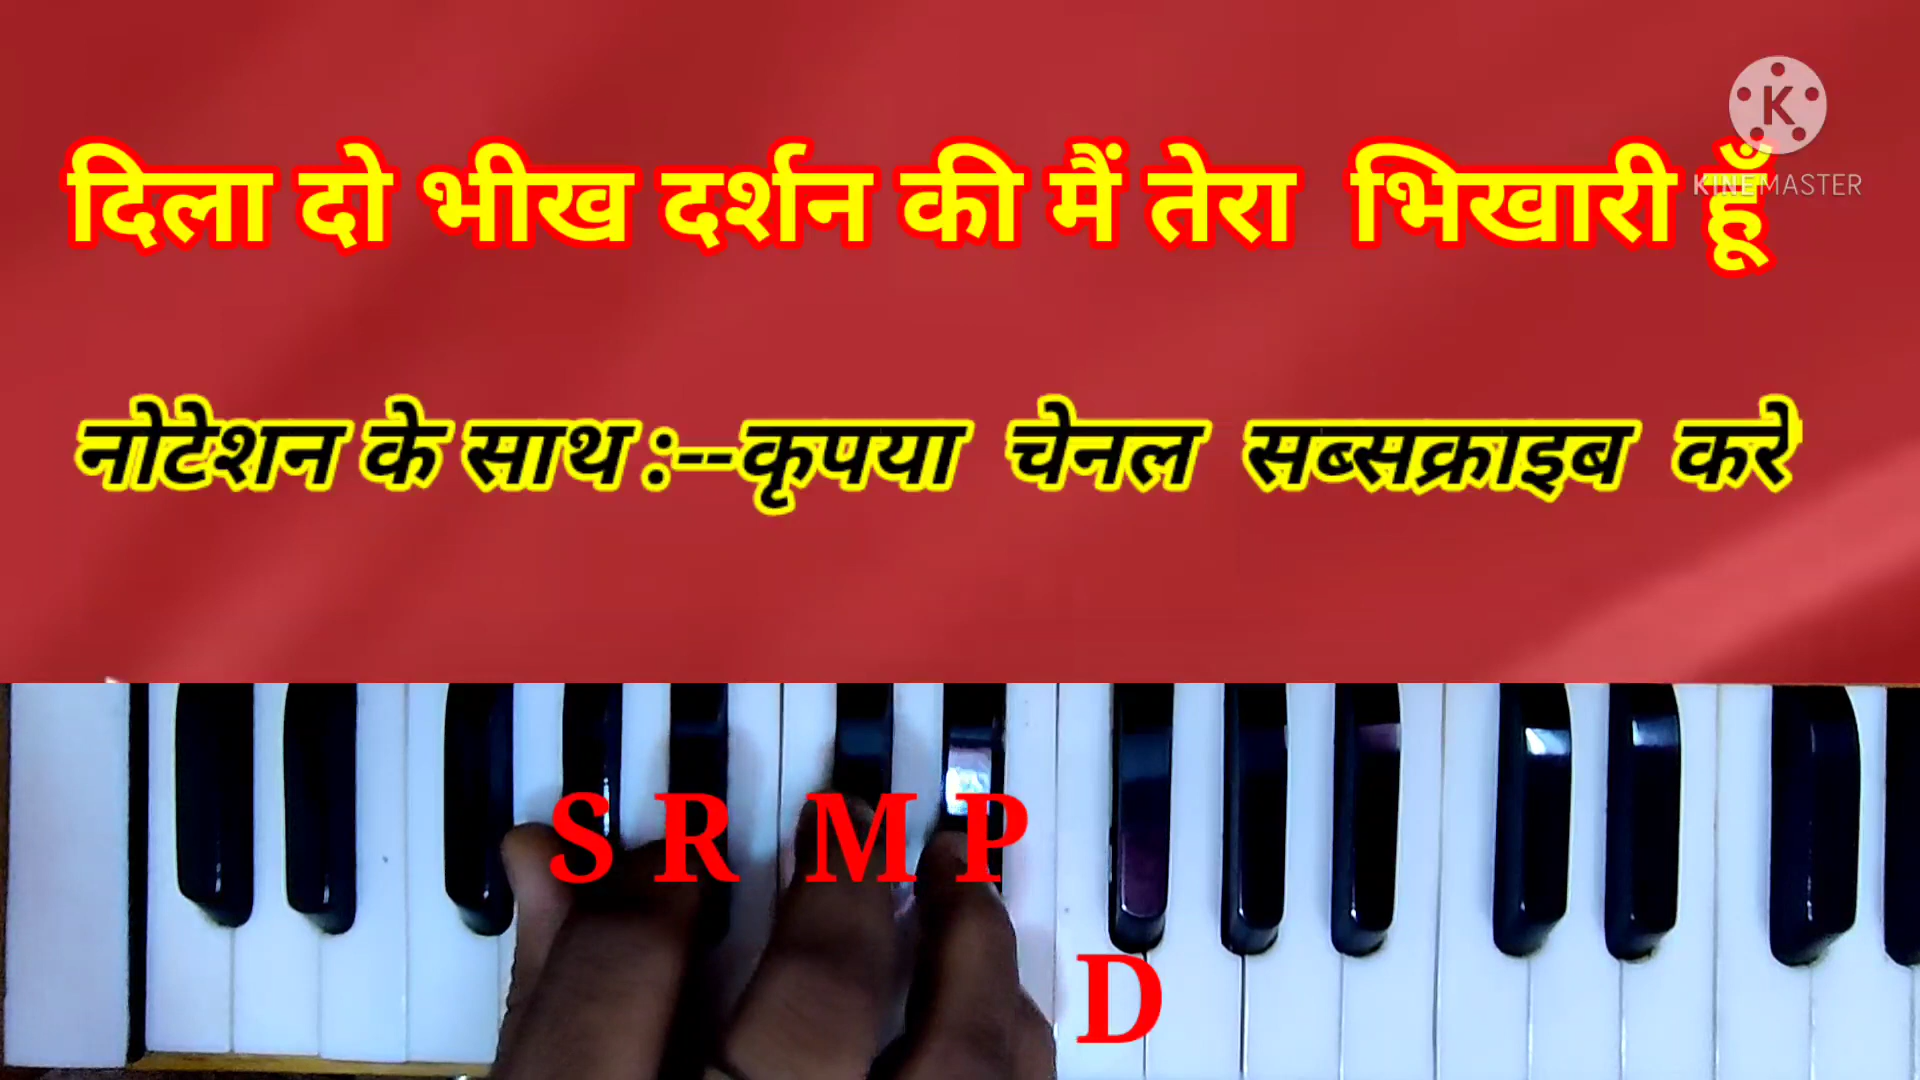 दिला दो भीख दर्शन की मैं तेरा भिखारी हूँ
K
KINEMASTER
नोटेशन के साथ :--कृपया चेनल सब्सक्राइब करे
S R M P
D